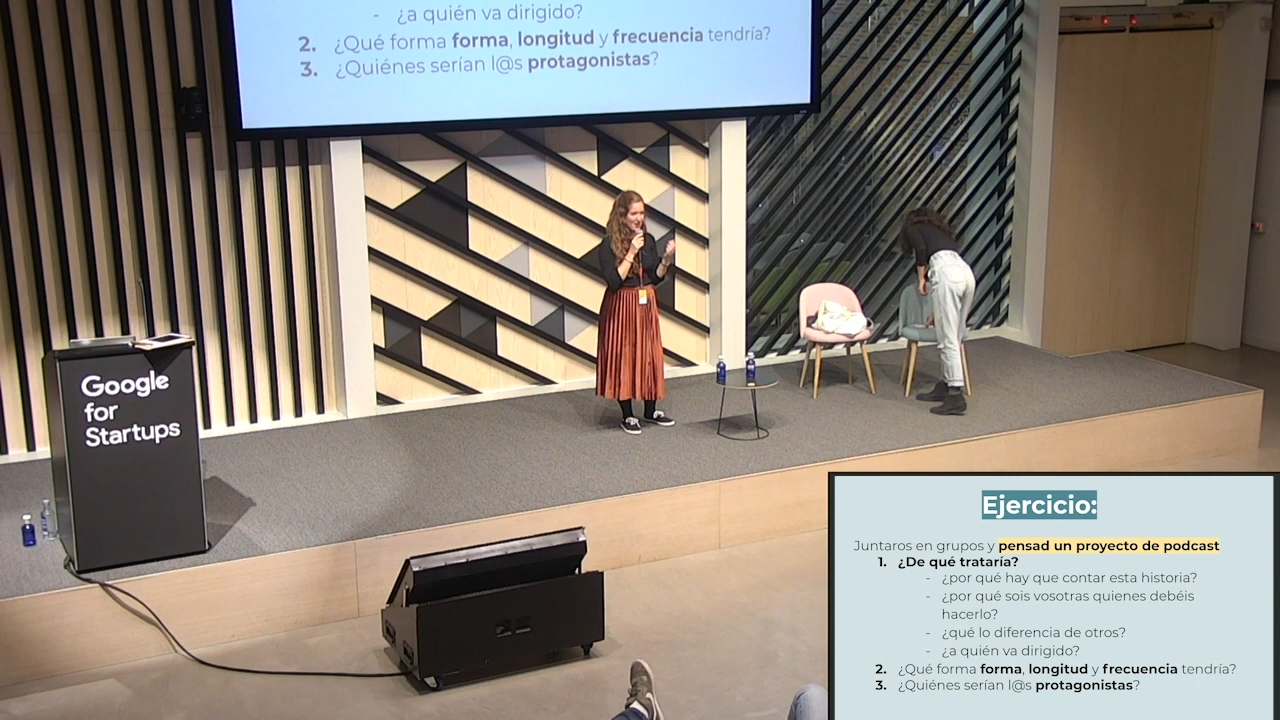 - ¿a quién va dirigido?
2. ¿Qué forma forma, longitud y frecuencia tendría?
3. ¿Quiénes serían l@s protagonistas?
Google
for
Startups
Ejercicio:
Juntaros en grupos y pensad un proyecto de podcast
1. ¿De qué trataría?
- ¿por qué hay que contar esta historia?
- ¿por qué sois vosotras quienes debéis
hacerlo?
- ¿qué lo diferencia de otros?
- ¿a quién va dirigido?
2. ¿Qué forma forma, longitud y frecuencia tendría?
3. ¿Quiénes serían l@s protagonistas?